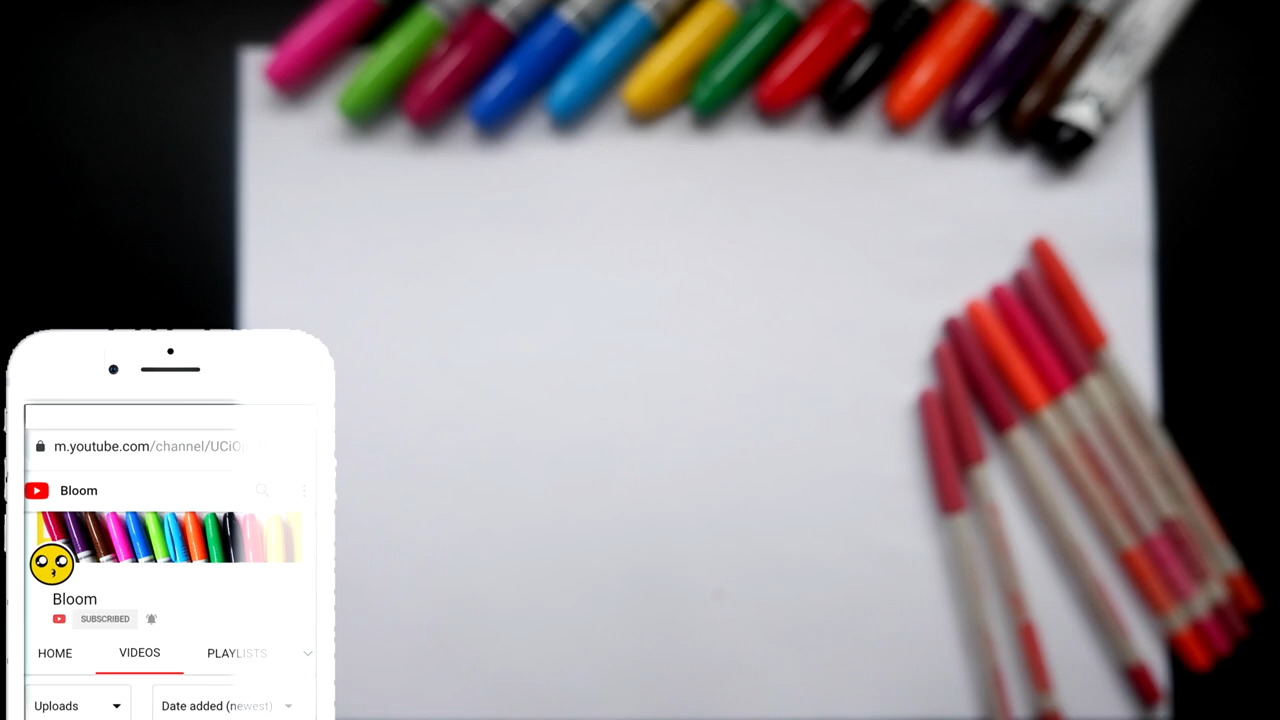 m.youtube.com/channel/UCiO
Bloom
Bloom
SUBSCRIBED
HOME VIDEOS PLAYLISTS
Uploads Date added (newest)